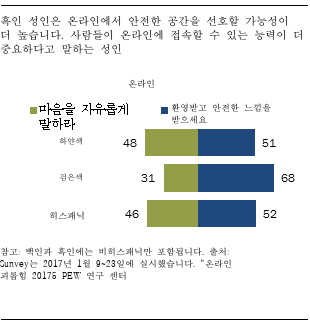 흑인 성인은 온라인에서 안전한 공간을 선호할 가능성이
더 높습니다. 사람들이 온라인에 접속할 수 있는 능력이 더
중요하다고 말하는 성인
온라인
마음을 자유롭게
말하라
환영받고 안전한 느낌을
받으세요
하얀색
48
51
검은색
31
68
히스패닉
46
52
참고: 백인과 흑인에는 비히스패닉만 포함됩니다. 출처:
Survey는 2017년 1월 9~23일에 실시했습니다. "온라인
괴롭힘 20175 PEW 연구 센터